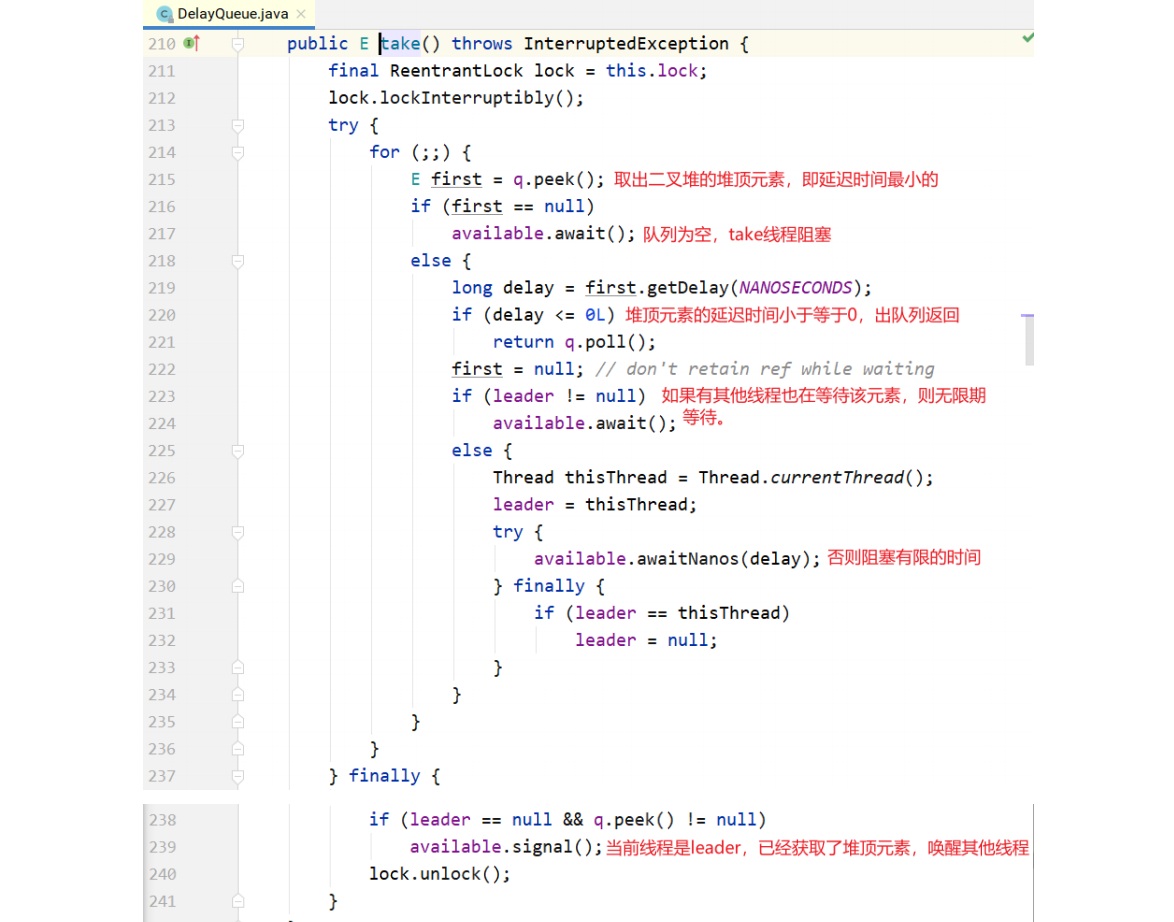 DelayQueue.java
210 public E take() throws InterruptedException {
211 final ReentrantLock lock = this.lock;
212 lock.lockInterruptibly();
213 try {
214 for (;;) {
215 E first = q.peek(); 取出二叉堆的堆顶元素，即延迟时间最小的
216 if (first == null)
217 available.await(); 队列为空，take线程阻塞
218 else {
219 long delay = first.getDelay(NANOSECONDS);
220 if (delay <= 0L) 堆顶元素的延迟时间小于等于0，出队列返回
221 return q.poll();
222 first = null; // don't retain ref while waiting
223 if (leader != null) 如果有其他线程也在等待该元素，则无限期
224 available.await(); 等待。
225 else {
226 Thread thisThread = Thread.currentThread();
227 leader = thisThread;
228 try {
229 available.awaitNanos(delay); 否则阻塞有限的时间
230 } finally {
231 if (leader == thisThread)
232 leader = null;
233 }
234 }
235 }
236 }
237 } finally {
238 if (leader == null && q.peek() != null)
239 available.signal(); 当前线程是leader，已经获取了堆顶元素，唤醒其他线程
240 lock.unlock();
241 }